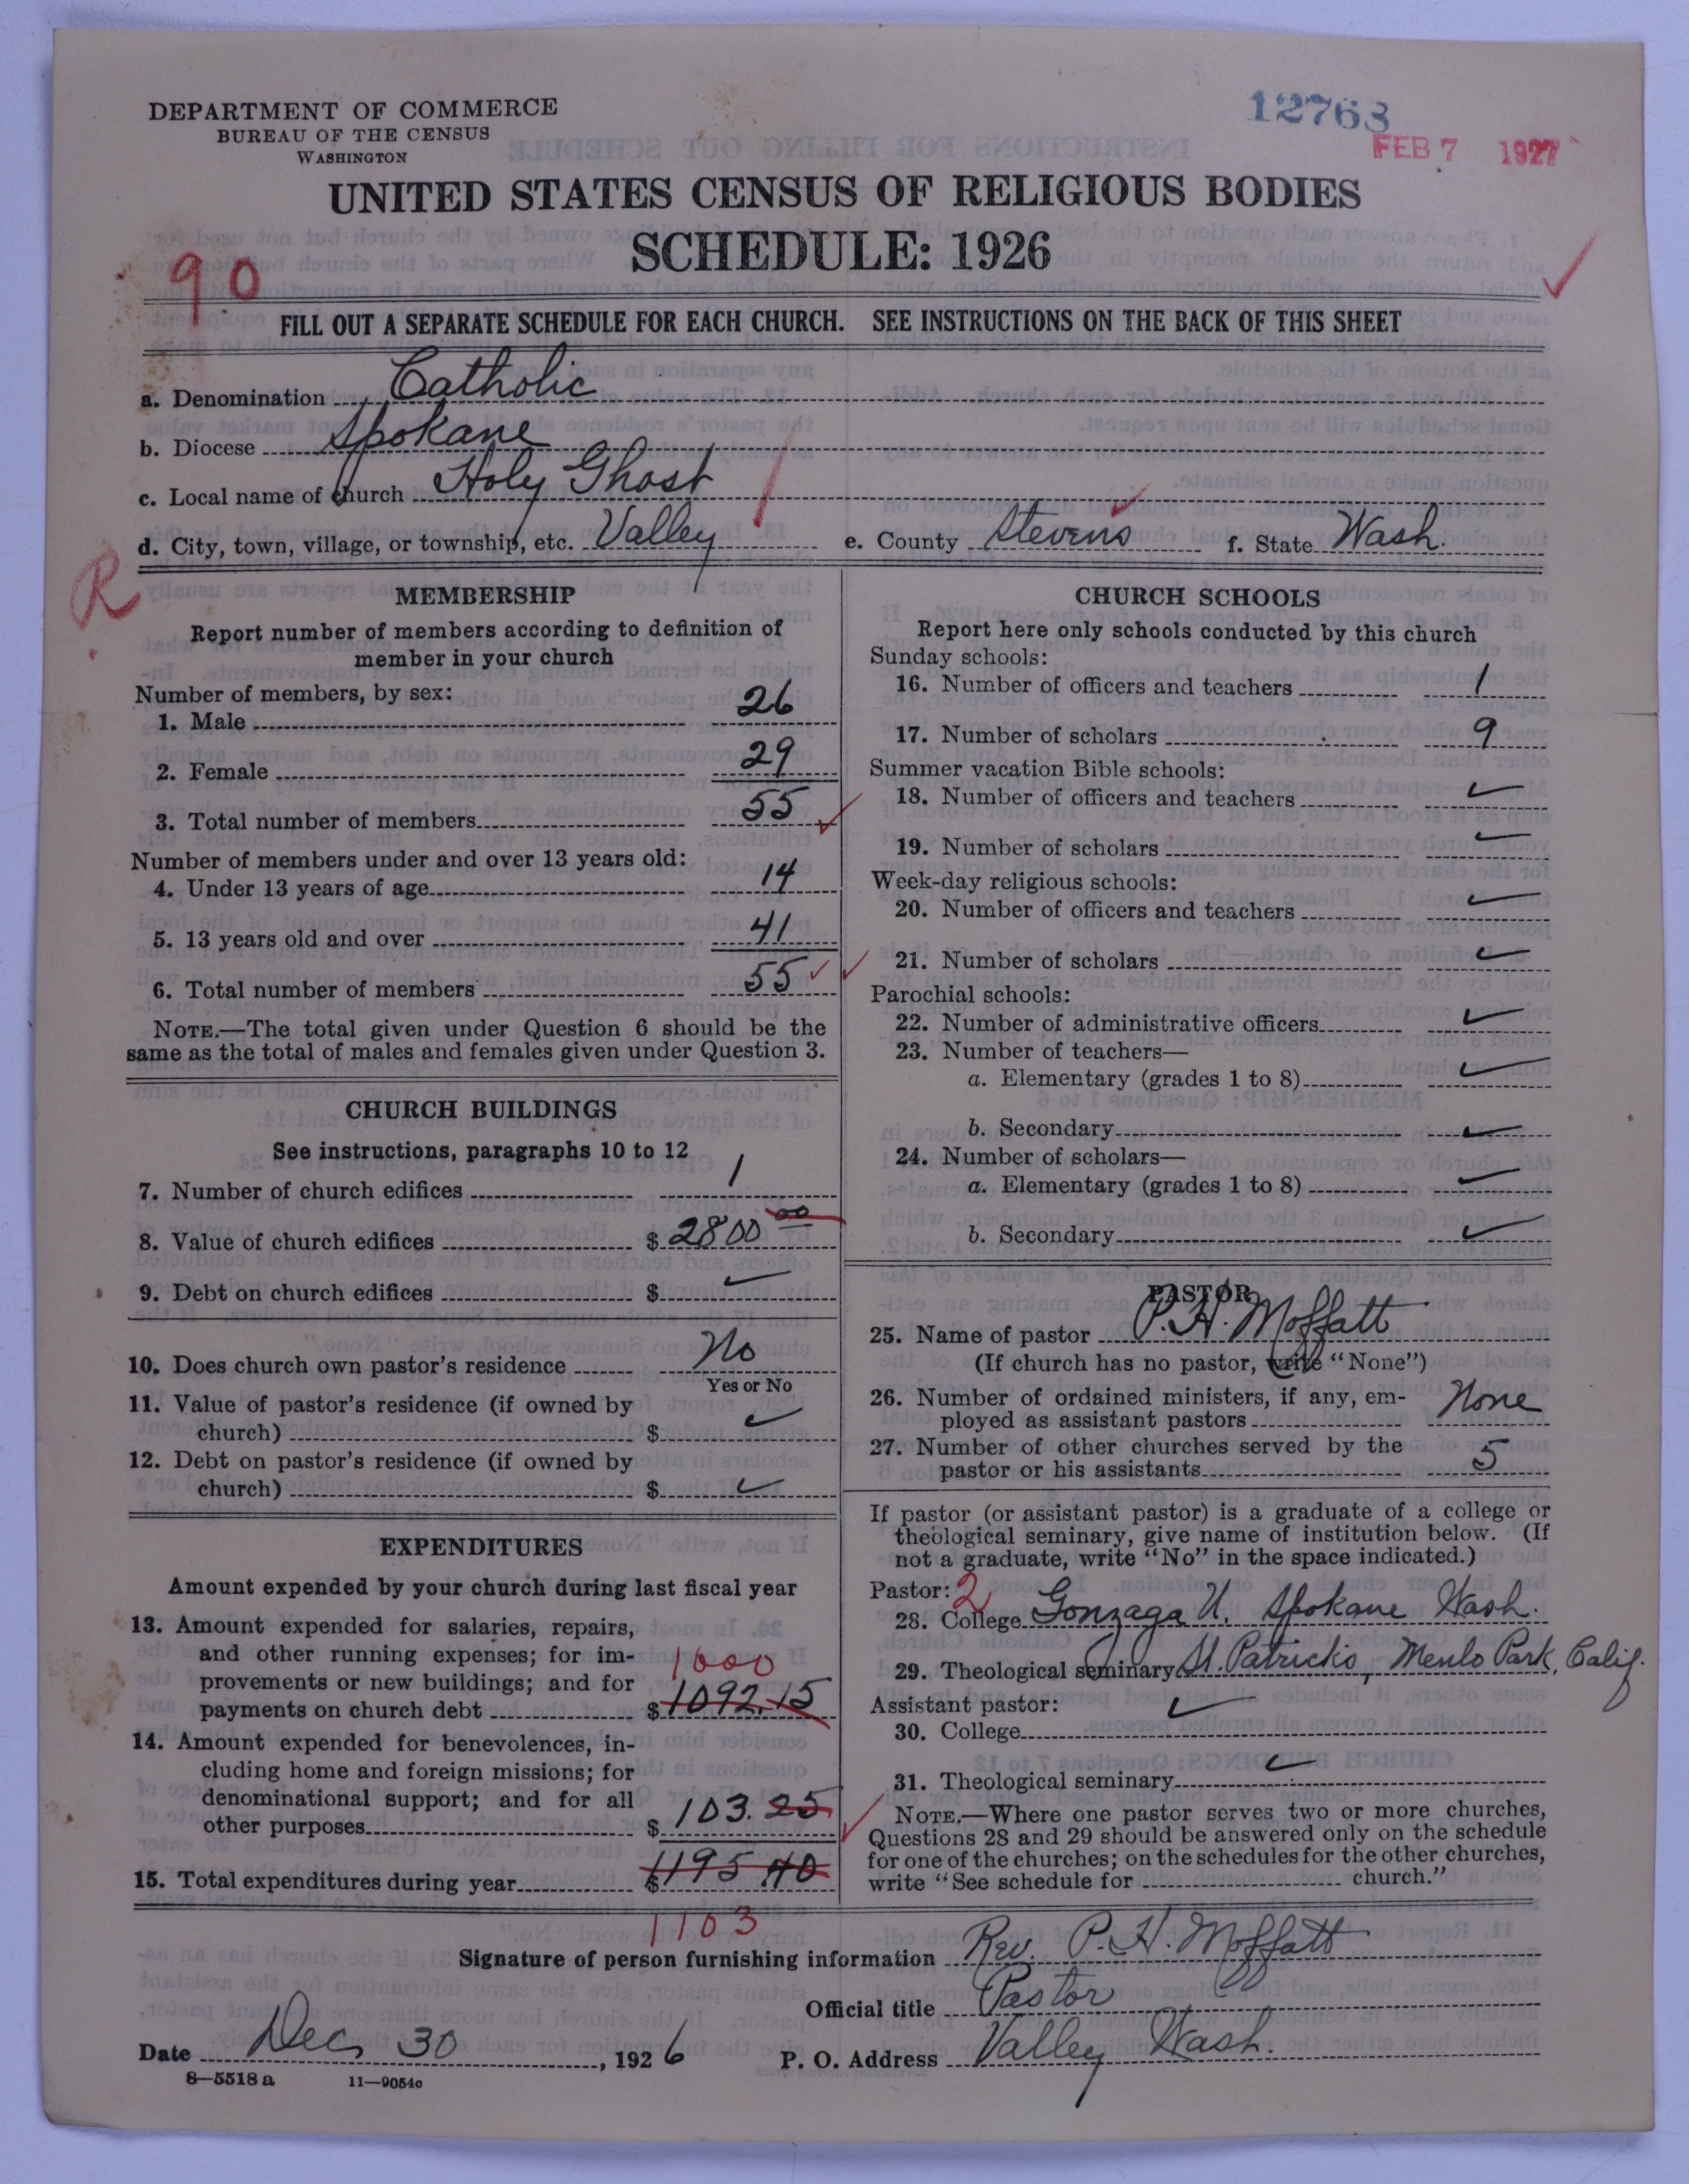 DEPARTMENT OF COMMERCE
BUREAU OF THE CENSUS
WASHINGTON
12763
FEB 7 1927
UNITED STATES CENSUS OF RELIGIOUS BODIES
SCHEDULE: 1926
90
FILL OUT A SEPARATE SCHEDULE FOR EACH CHURCH. SEE INSTRUCTIONS ON THE BACK OF THIS SHEET
a. Denomination Catholic
b. Diocese Spokane
c. Local name of church Holy Ghost
d. City, town, village, or township, etc. Valley e. County Stevens f. State Wash.
R
MEMBERSHIP
Report number of members according to definition of
member in your church
Number of members, by sex:
1. Male 26
2. Female 29
3. Total number of members 55
Number of members under and over 13 years old:
4. Under 13 years of age 14
5. 13 years old and over 41
6. Total number of members 55
NOTE.—The total given under Question 6 should be the
same as the total of males and females given under Question 3.
CHURCH BUILDINGS
See instructions, paragraphs 10 to 12
7. Number of church edifices 1
8. Value of church edifices $ 2800 00
9. Debt on church edifices $ ✓
10. Does church own pastor's residence No
Yes or No
11. Value of pastor's residence (if owned by
church) $ ✓
12. Debt on pastor's residence (if owned by
church) $ ✓
EXPENDITURES
Amount expended by your church during last fiscal year
13. Amount expended for salaries, repairs,
and other running expenses; for im-
provements or new buildings; and for 1000
payments on church debt $ 1092.15
14. Amount expended for benevolences, in-
cluding home and foreign missions; for
denominational support; and for all
other purposes $ 103.25
15. Total expenditures during year $ 1195.40
1103
CHURCH SCHOOLS
Report here only schools conducted by this church
Sunday schools:
16. Number of officers and teachers 1
17. Number of scholars 9
Summer vacation Bible schools:
18. Number of officers and teachers ✓
19. Number of scholars ✓
Week-day religious schools:
20. Number of officers and teachers ✓
21. Number of scholars ✓
Parochial schools:
22. Number of administrative officers ✓
23. Number of teachers—
a. Elementary (grades 1 to 8) ✓
b. Secondary ✓
24. Number of scholars—
a. Elementary (grades 1 to 8) ✓
b. Secondary ✓
PASTOR
25. Name of pastor P. H. Moffatt
(If church has no pastor, write "None")
26. Number of ordained ministers, if any, em-
ployed as assistant pastors None
27. Number of other churches served by the
pastor or his assistants 5
If pastor (or assistant pastor) is a graduate of a college or
theological seminary, give name of institution below. (If
not a graduate, write "No" in the space indicated.)
Pastor: 2
28. College Gonzaga U. Spokane Wash.
29. Theological seminary St. Patricks, Menlo Park, Calif.
Assistant pastor: ✓
30. College
31. Theological seminary ✓
NOTE.—Where one pastor serves two or more churches,
Questions 28 and 29 should be answered only on the schedule
for one of the churches; on the schedules for the other churches,
write "See schedule for church."
Signature of person furnishing information Rev. P. H. Moffatt
Official title Pastor
Date Dec. 30, 1926 P. O. Address Valley Wash.
8—5518 a 11—9054c